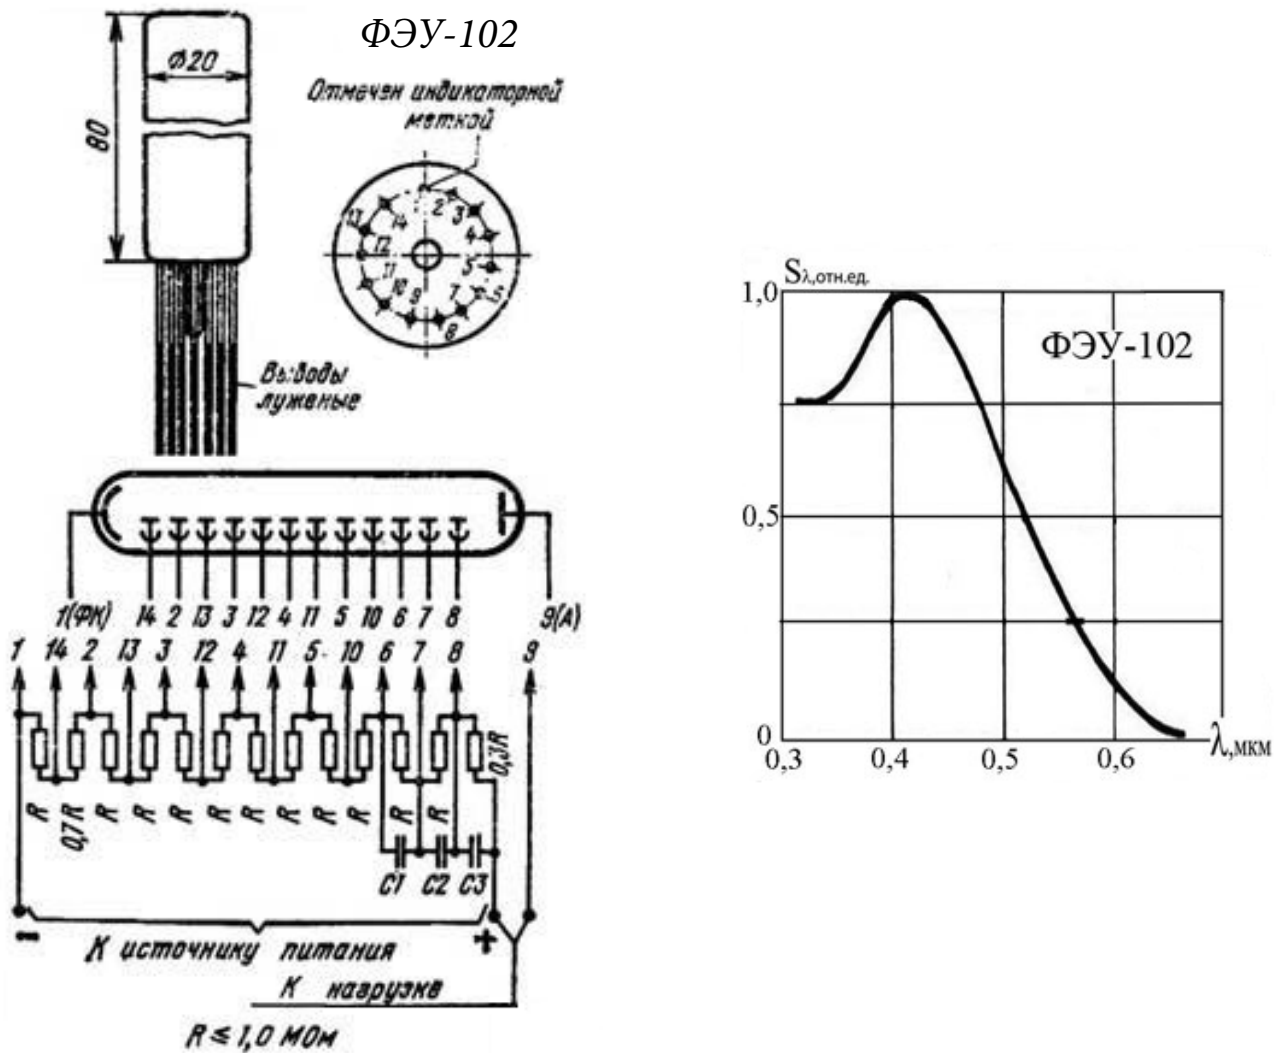 ФЭУ-102
Ø20
80
Отмечен индикаторной
меткой
2
3
4
5
7
8
9
10
11
12
13
14
Выводы
луженые
1(ФК) 14 2 13 3 12 4 11 5 10 6 7 8 9(А)
1 14 2 13 3 12 4 11 5 10 6 7 8 9
R 0,7R R R R R R R R R R R 0,3R
C1 C2 C3
− +
К источнику питания
К нагрузке
R ≤ 1,0 МОм
Sλ,отн.ед.
1,0
ФЭУ-102
0,5
0
0,3 0,4 0,5 0,6 λ,мкм